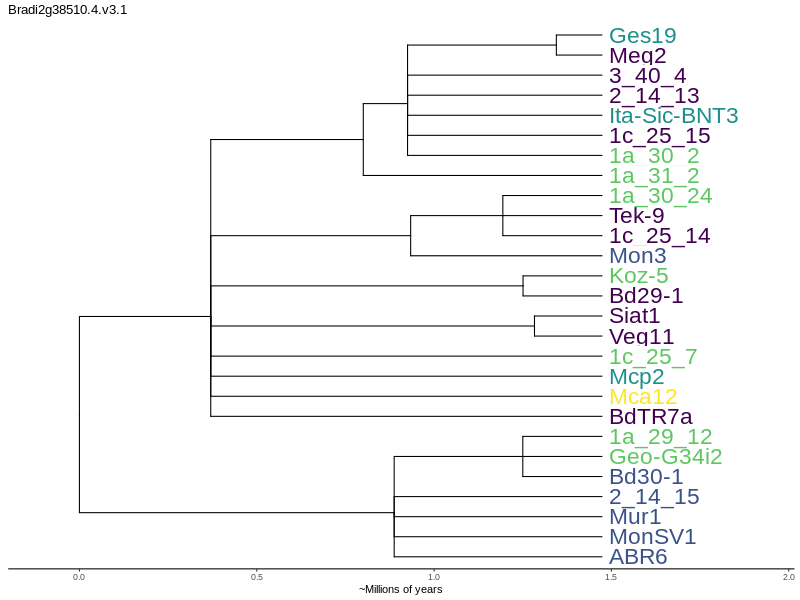 Bradi2g38510.4.v3.1
Ges19
Meg2
3_40_4
2_14_13
Ita-Sic-BNT3
1c_25_15
1a_30_2
1a_31_2
1a_30_24
Tek-9
1c_25_14
Mon3
Koz-5
Bd29-1
Siat1
Veg11
1c_25_7
Mcp2
Mca12
BdTR7a
1a_29_12
Geo-G34i2
Bd30-1
2_14_15
Mur1
MonSV1
ABR6
0.0 0.5 1.0 1.5 2.0
~Millions of years